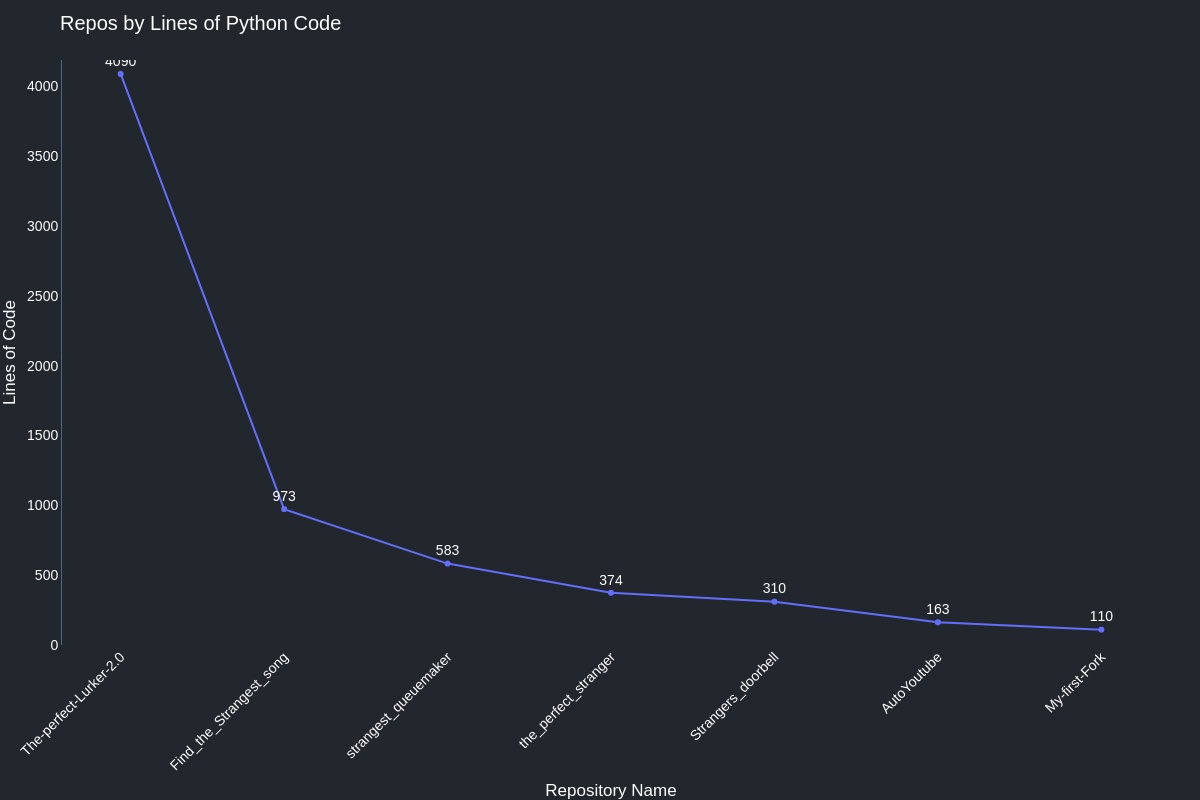 Repos by Lines of Python Code
4090
4000
3500
3000
2500
2000
1500
1000
500
0
Lines of Code
973
583
374
310
163
110
The-perfect-Lurker-2.0
Find_the_Strangest_song
strangest_queuemaker
the_perfect_stranger
Strangers_doorbell
AutoYoutube
My-first-Fork
Repository Name